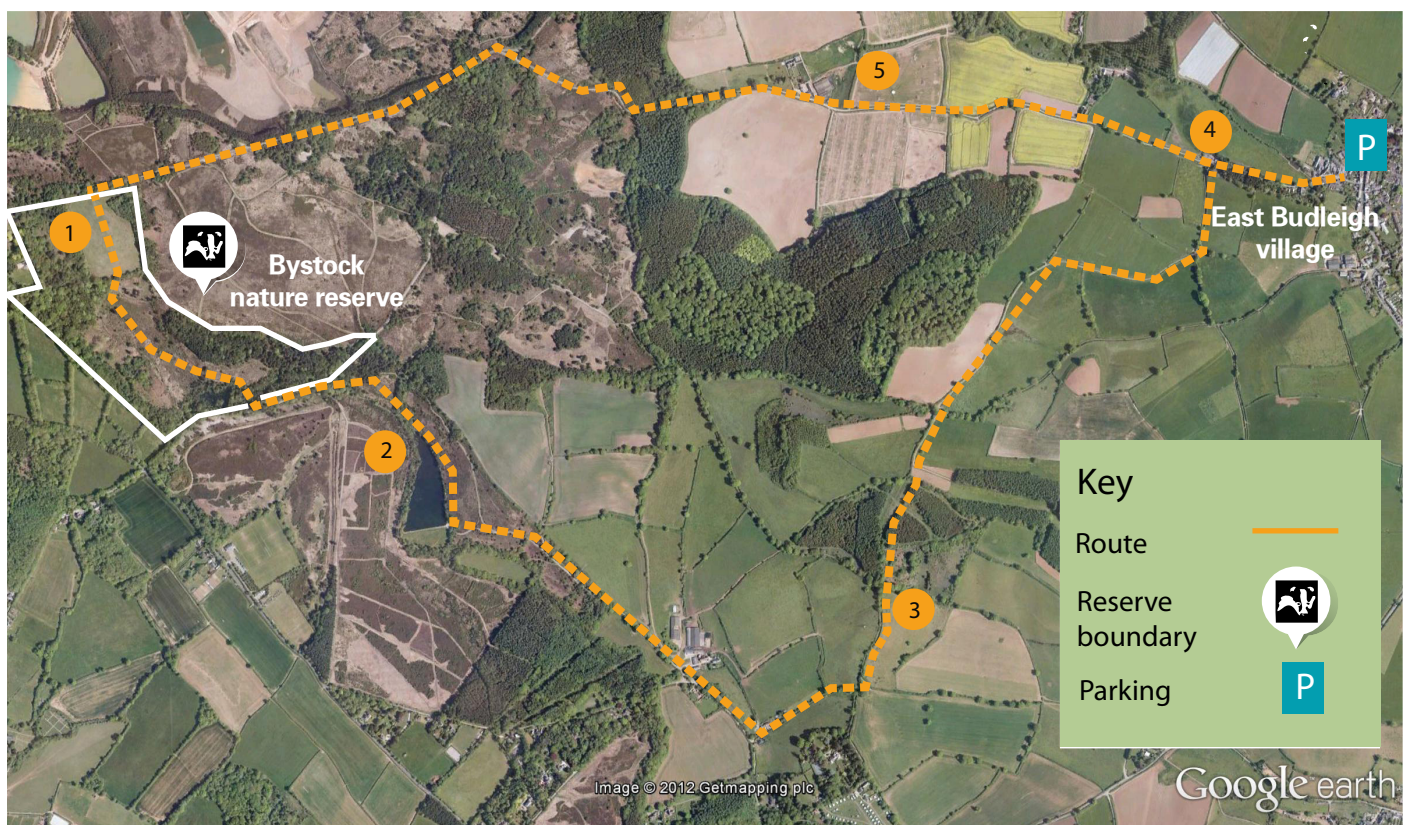 5
4
P
1
East Budleigh
village
Bystock
nature reserve
2
Key
Route
Reserve
boundary
3
Parking
P
Image © 2012 Getmapping plc
Google earth